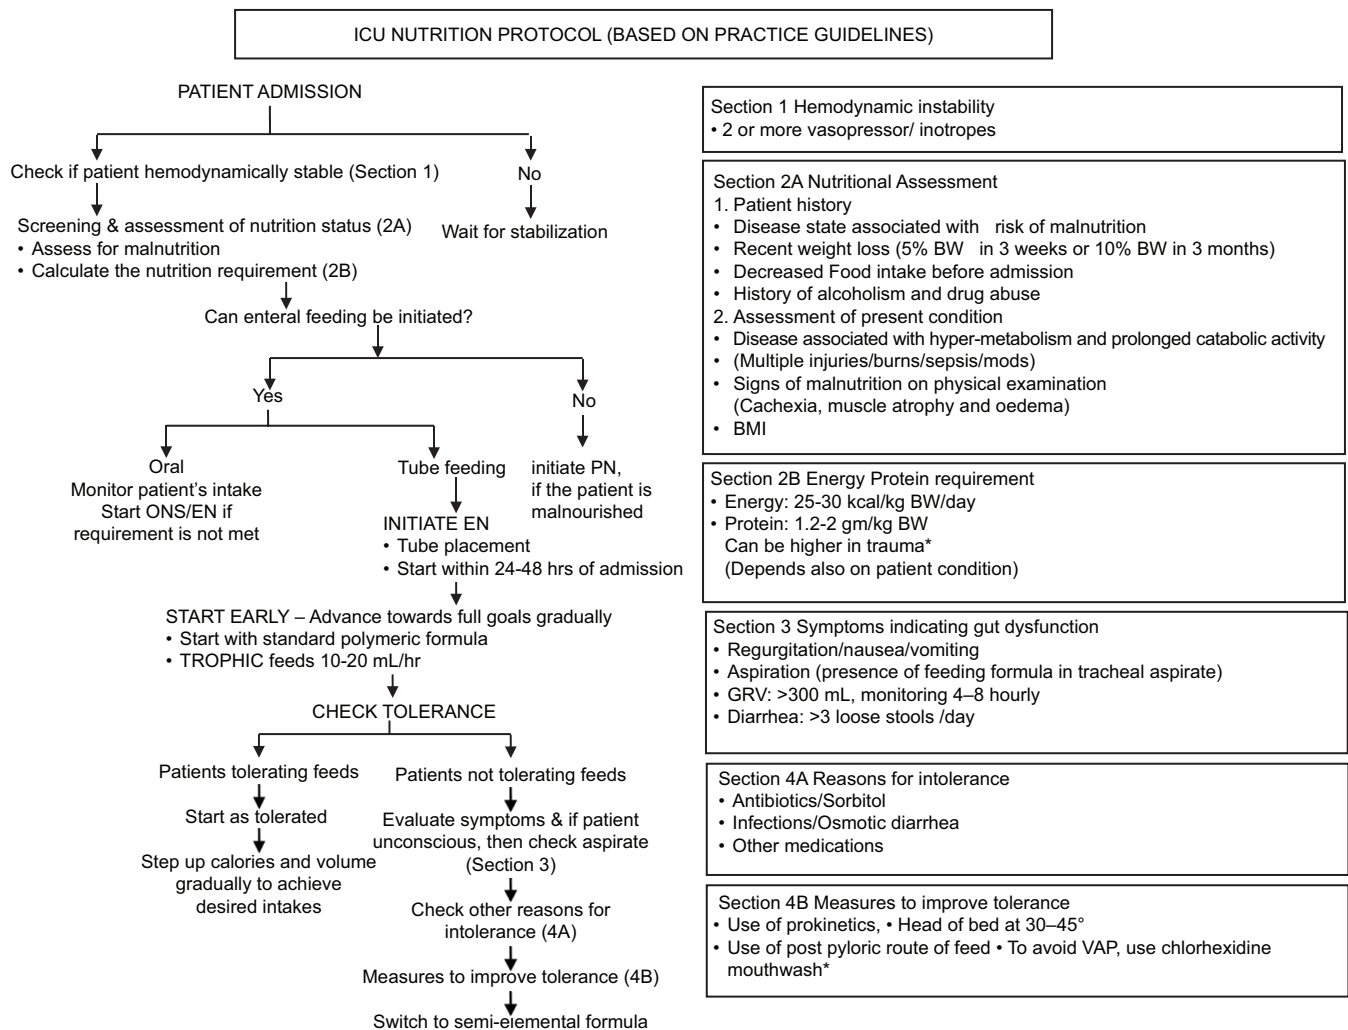 ICU NUTRITION PROTOCOL (BASED ON PRACTICE GUIDELINES)
PATIENT ADMISSION
Check if patient hemodynamically stable (Section 1)
No
Screening & assessment of nutrition status (2A)
• Assess for malnutrition
• Calculate the nutrition requirement (2B)
Wait for stabilization
Can enteral feeding be initiated?
Yes
No
Oral
Monitor patient's intake
Start ONS/EN if
requirement is not met
Tube feeding
initiate PN,
if the patient is
malnourished
INITIATE EN
• Tube placement
• Start within 24-48 hrs of admission
START EARLY – Advance towards full goals gradually
• Start with standard polymeric formula
• TROPHIC feeds 10-20 mL/hr
CHECK TOLERANCE
Patients tolerating feeds
Start as tolerated
Step up calories and volume
gradually to achieve
desired intakes
Patients not tolerating feeds
Evaluate symptoms & if patient
unconscious, then check aspirate
(Section 3)
Check other reasons for
intolerance (4A)
Measures to improve tolerance (4B)
Switch to semi-elemental formula
Section 1 Hemodynamic instability
• 2 or more vasopressor/ inotropes
Section 2A Nutritional Assessment
1. Patient history
• Disease state associated with risk of malnutrition
• Recent weight loss (5% BW in 3 weeks or 10% BW in 3 months)
• Decreased Food intake before admission
• History of alcoholism and drug abuse
2. Assessment of present condition
• Disease associated with hyper-metabolism and prolonged catabolic activity
• (Multiple injuries/burns/sepsis/mods)
• Signs of malnutrition on physical examination
(Cachexia, muscle atrophy and oedema)
• BMI
Section 2B Energy Protein requirement
• Energy: 25-30 kcal/kg BW/day
• Protein: 1.2-2 gm/kg BW
Can be higher in trauma*
(Depends also on patient condition)
Section 3 Symptoms indicating gut dysfunction
• Regurgitation/nausea/vomiting
• Aspiration (presence of feeding formula in tracheal aspirate)
• GRV: >300 mL, monitoring 4–8 hourly
• Diarrhea: >3 loose stools /day
Section 4A Reasons for intolerance
• Antibiotics/Sorbitol
• Infections/Osmotic diarrhea
• Other medications
Section 4B Measures to improve tolerance
• Use of prokinetics, • Head of bed at 30–45°
• Use of post pyloric route of feed • To avoid VAP, use chlorhexidine
mouthwash*